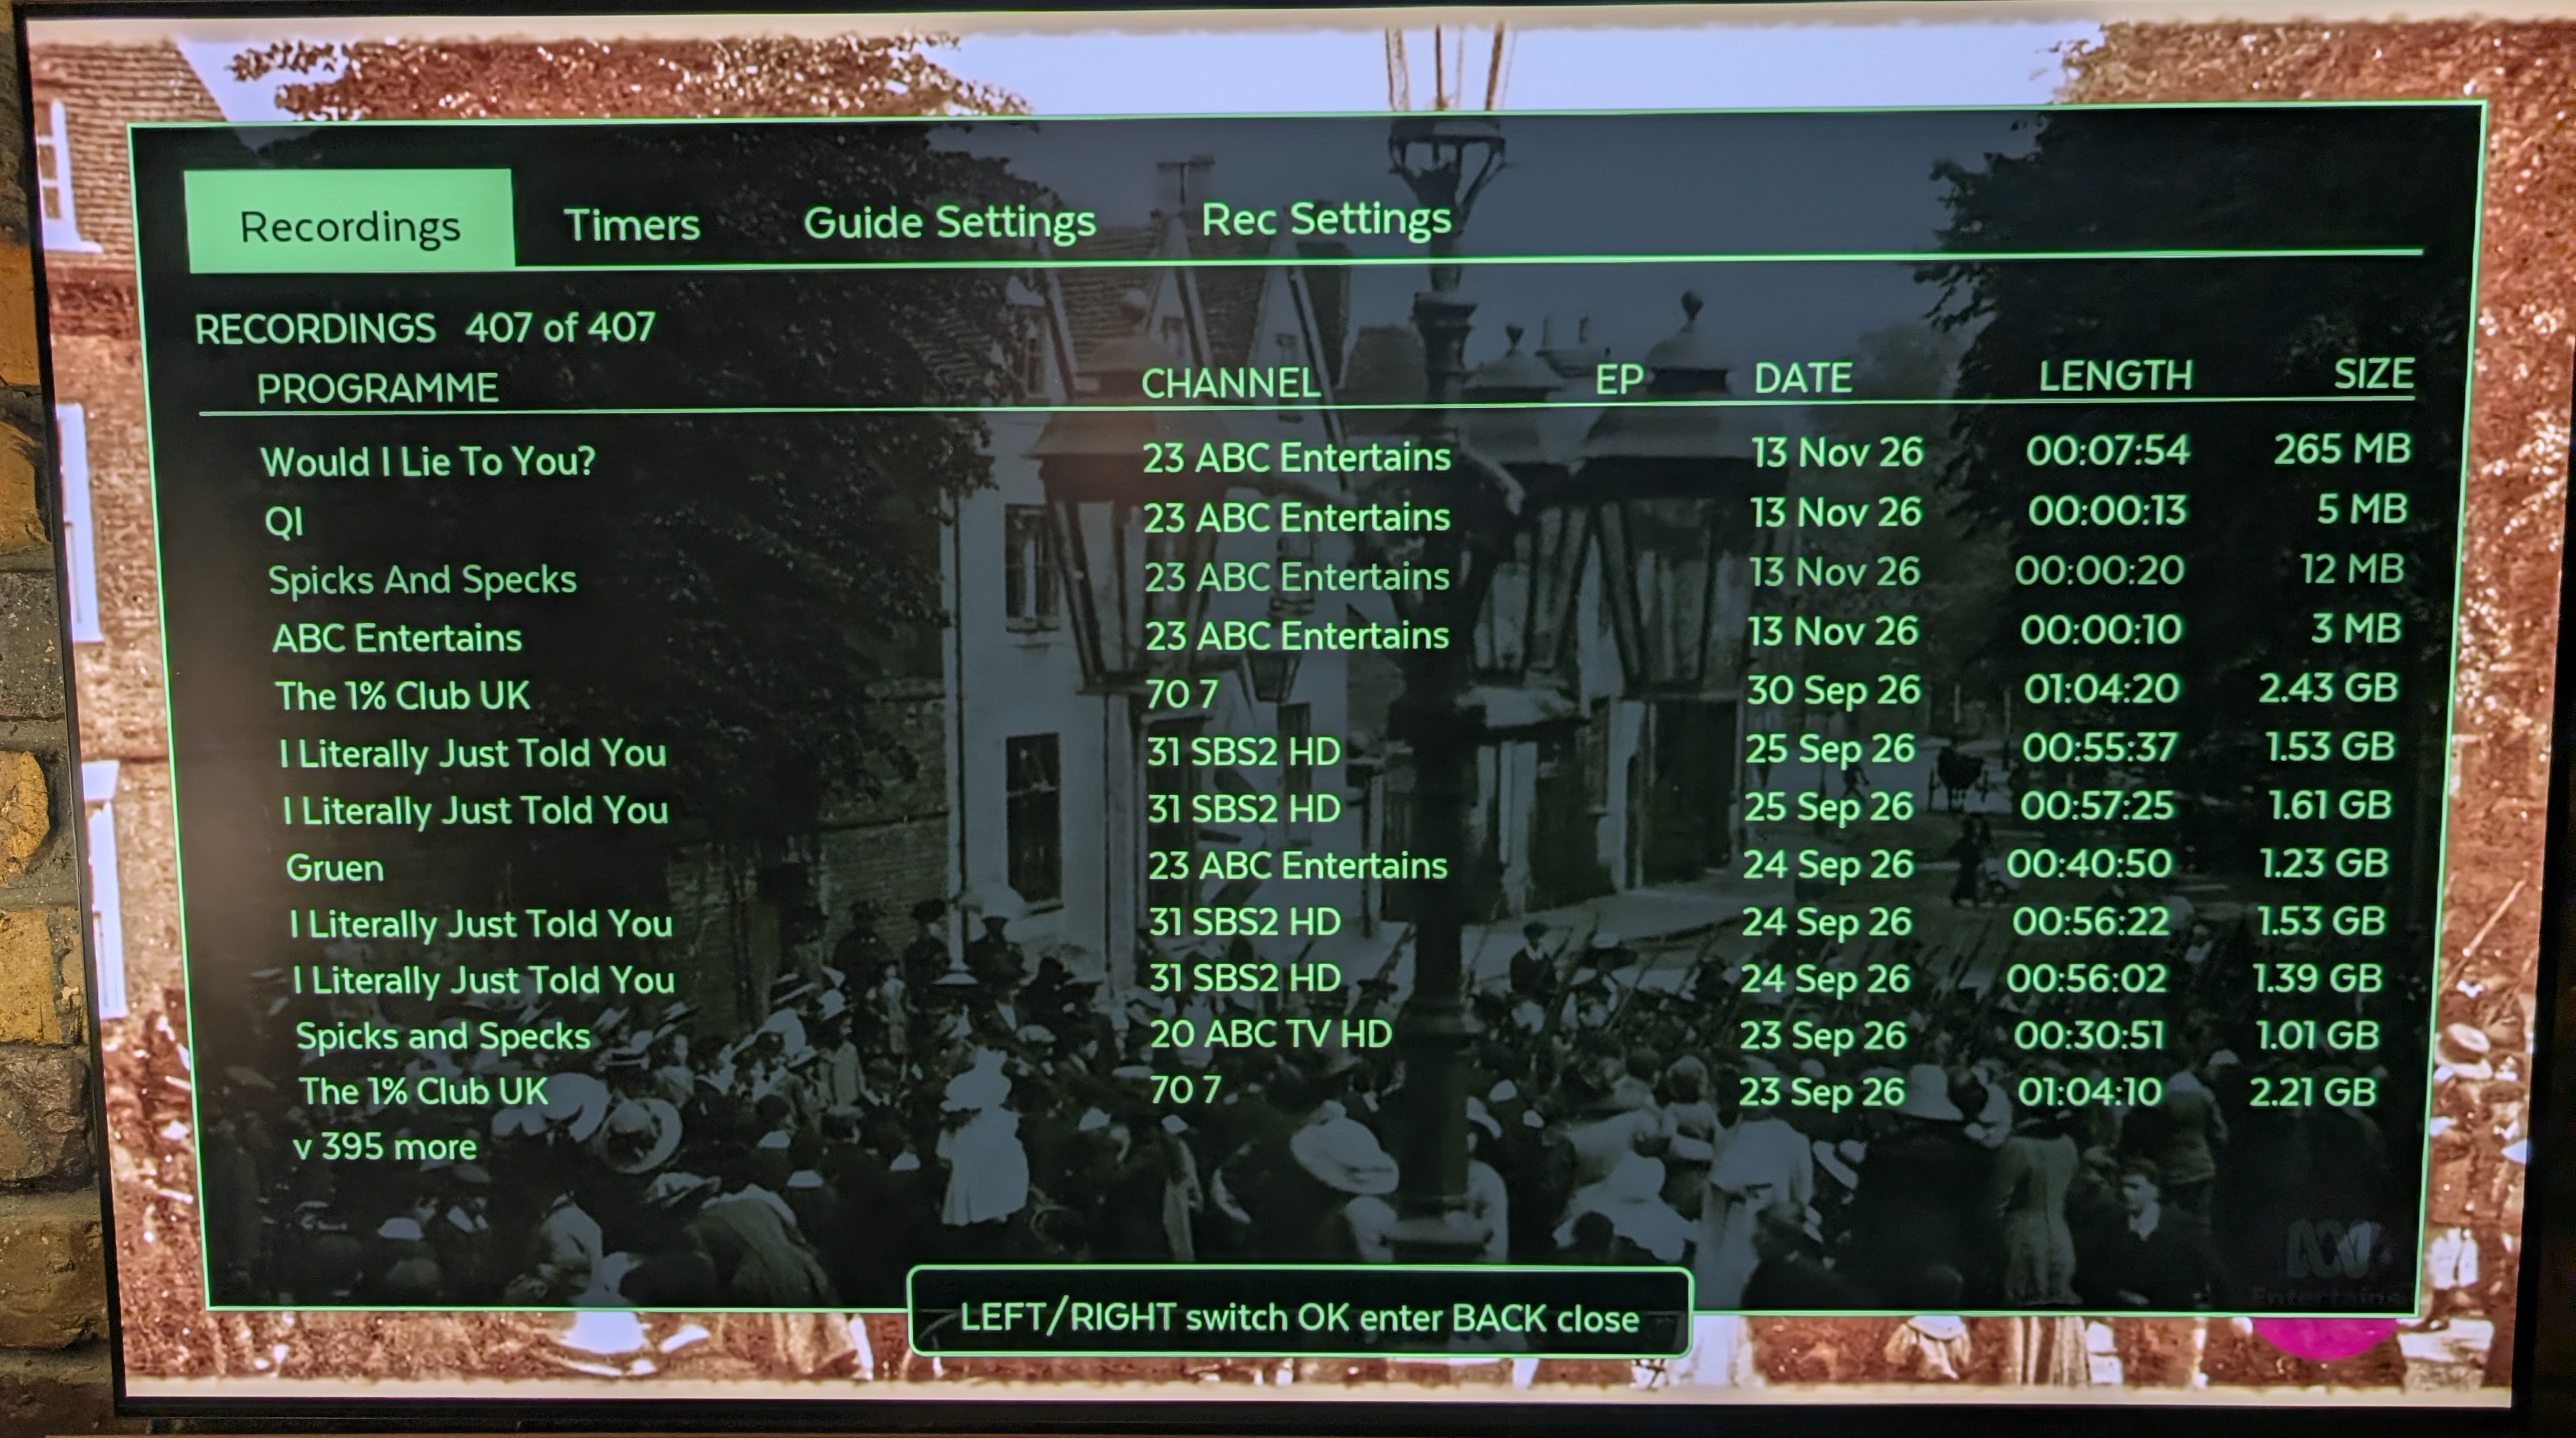 Recordings Timers Guide Settings Rec Settings
RECORDINGS 407 of 407
PROGRAMME CHANNEL EP DATE LENGTH SIZE
Would I Lie To You? 23 ABC Entertains 13 Nov 26 00:07:54 265 MB
QI 23 ABC Entertains 13 Nov 26 00:00:13 5 MB
Spicks And Specks 23 ABC Entertains 13 Nov 26 00:00:20 12 MB
ABC Entertains 23 ABC Entertains 13 Nov 26 00:00:10 3 MB
The 1% Club UK 70 7 30 Sep 26 01:04:20 2.43 GB
I Literally Just Told You 31 SBS2 HD 25 Sep 26 00:55:37 1.53 GB
I Literally Just Told You 31 SBS2 HD 25 Sep 26 00:57:25 1.61 GB
Gruen 23 ABC Entertains 24 Sep 26 00:40:50 1.23 GB
I Literally Just Told You 31 SBS2 HD 24 Sep 26 00:56:22 1.53 GB
I Literally Just Told You 31 SBS2 HD 24 Sep 26 00:56:02 1.39 GB
Spicks and Specks 20 ABC TV HD 23 Sep 26 00:30:51 1.01 GB
The 1% Club UK 70 7 23 Sep 26 01:04:10 2.21 GB
v 395 more
Entertains
LEFT/RIGHT switch OK enter BACK close